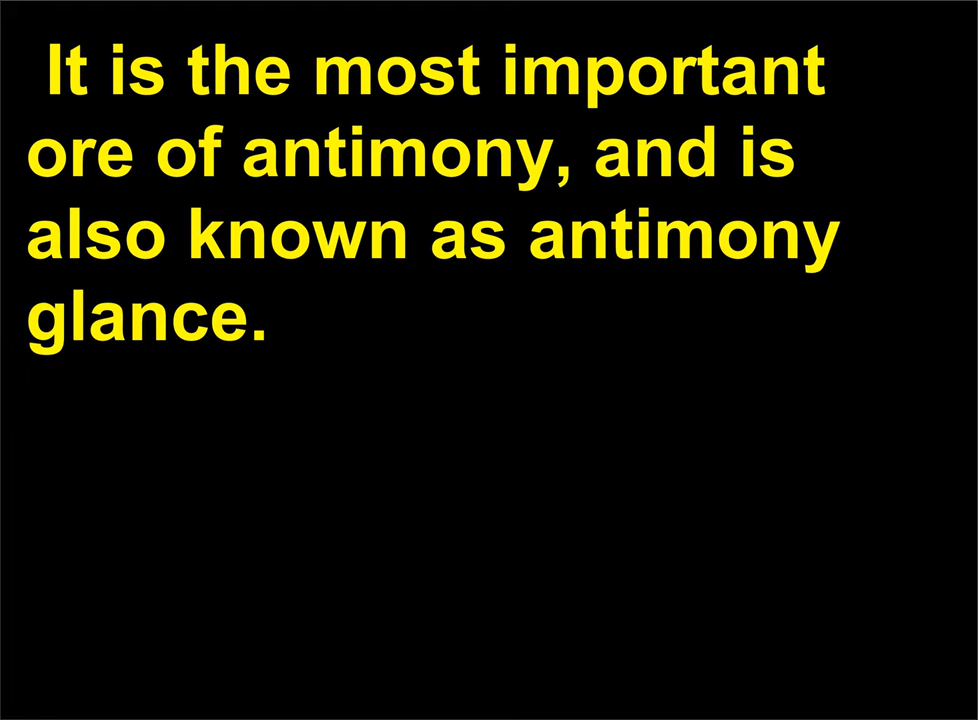 It is the most important
ore of antimony, and is
also known as antimony
glance.